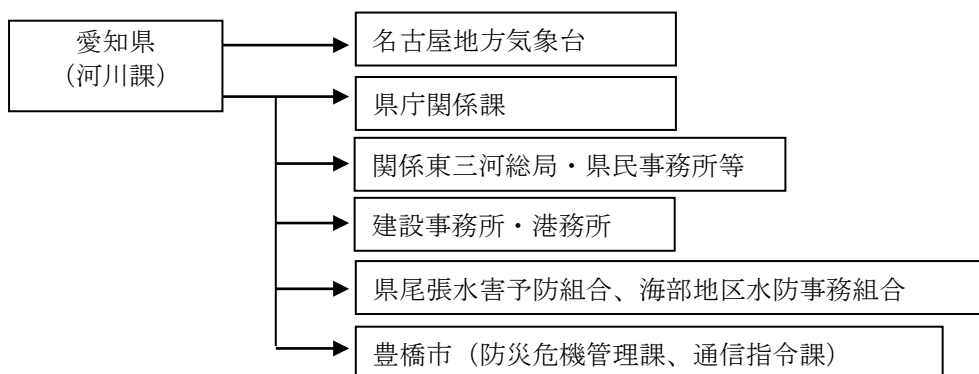 愛知県
（河川課）
名古屋地方気象台
県庁関係課
関係東三河総局・県民事務所等
建設事務所・港務所
県尾張水害予防組合、海部地区水防事務組合
豊橋市（防災危機管理課、通信指令課）